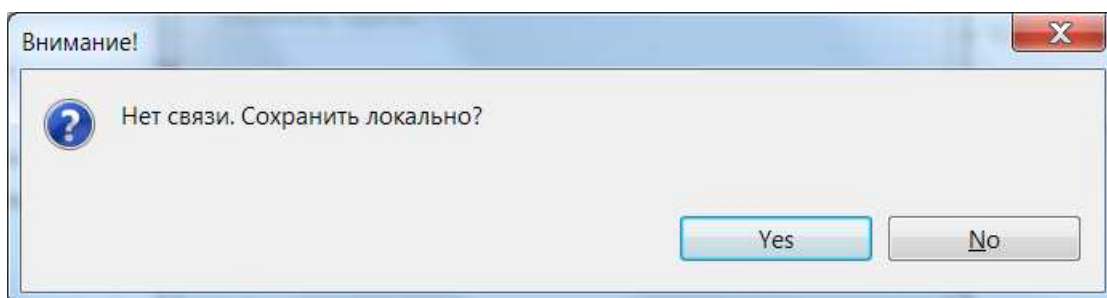 Внимание!
Нет связи. Сохранить локально?
Yes
No